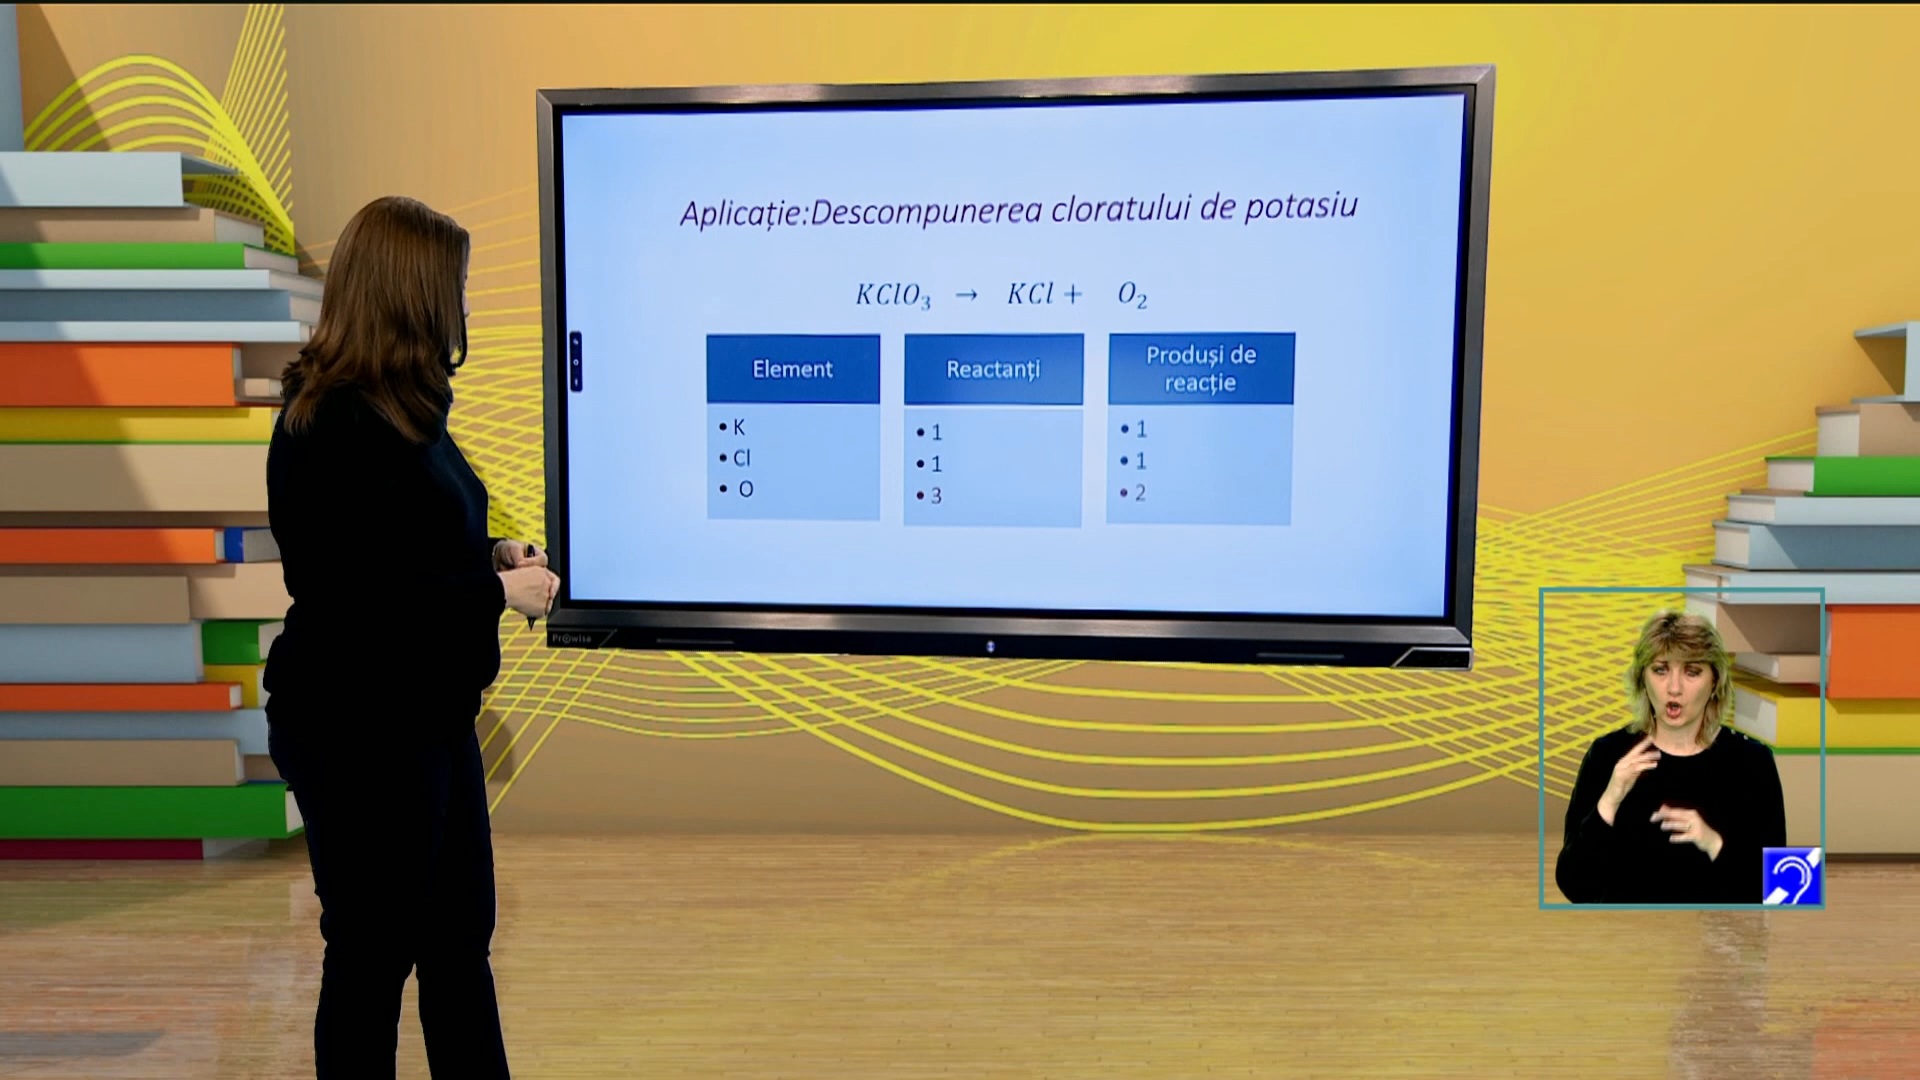 Aplicație:Descompunerea cloratului de potasiu
KClO₃ → KCl + O₂
Element
Reactanți
Produși de
reacție
• K
• Cl
• O
• 1
• 1
• 3
• 1
• 1
• 2
Prowise